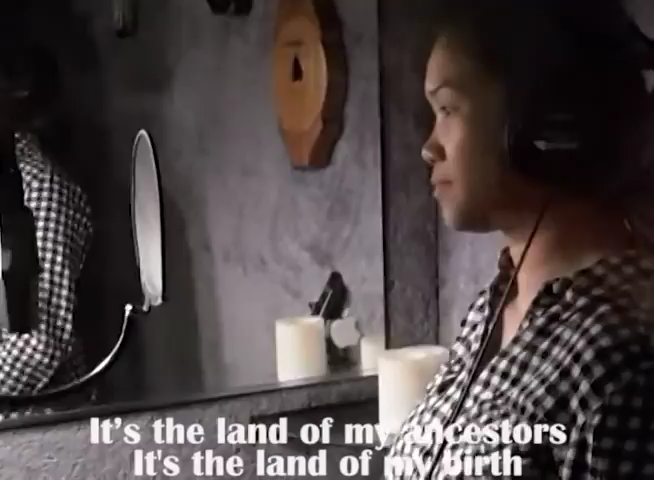 It's the land of my ancestors
It's the land of my birth